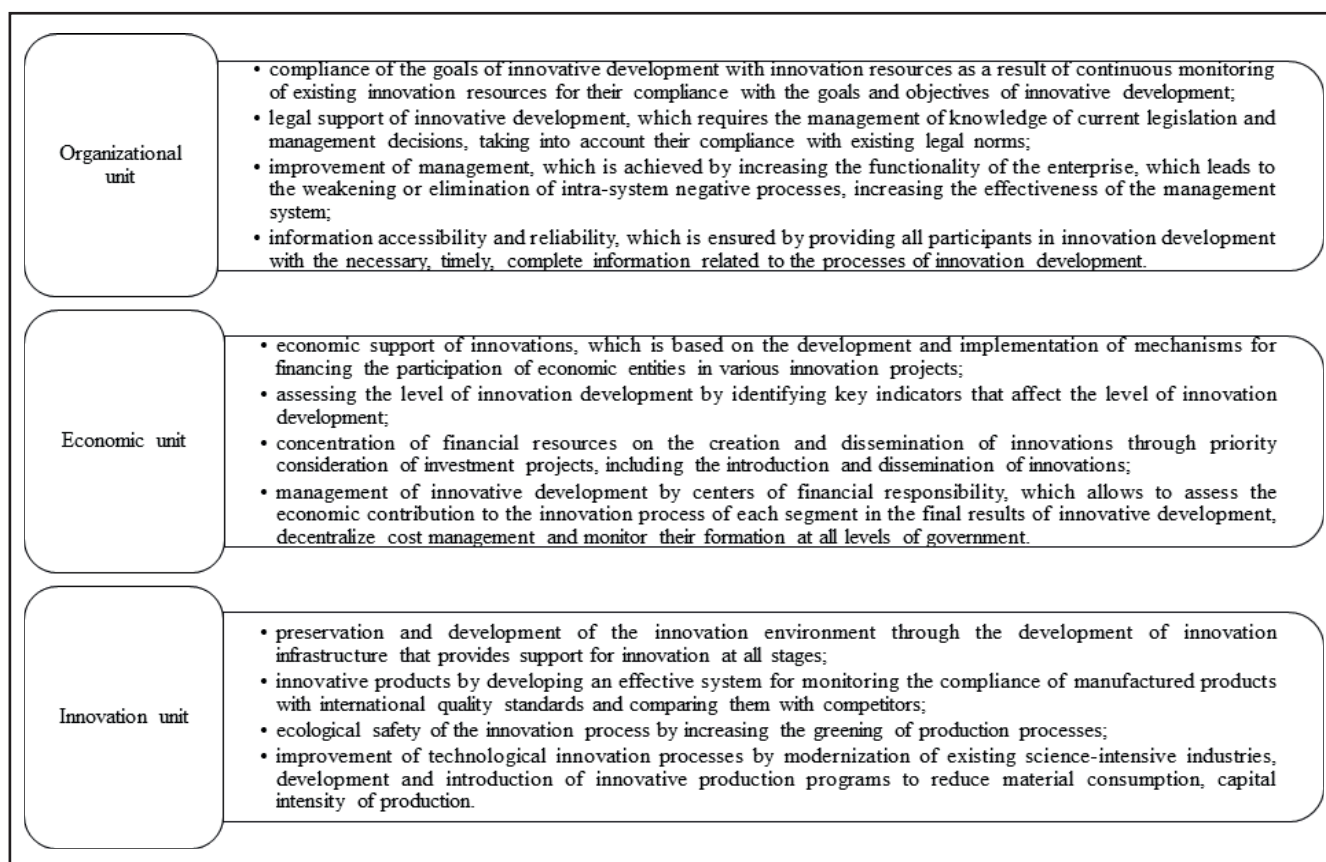 Organizational
unit
• compliance of the goals of innovative development with innovation resources as a result of continuous monitoring
of existing innovation resources for their compliance with the goals and objectives of innovative development;
• legal support of innovative development, which requires the management of knowledge of current legislation and
management decisions, taking into account their compliance with existing legal norms;
• improvement of management, which is achieved by increasing the functionality of the enterprise, which leads to
the weakening or elimination of intra-system negative processes, increasing the effectiveness of the management
system;
• information accessibility and reliability, which is ensured by providing all participants in innovation development
with the necessary, timely, complete information related to the processes of innovation development.
Economic unit
• economic support of innovations, which is based on the development and implementation of mechanisms for
financing the participation of economic entities in various innovation projects;
• assessing the level of innovation development by identifying key indicators that affect the level of innovation
development;
• concentration of financial resources on the creation and dissemination of innovations through priority
consideration of investment projects, including the introduction and dissemination of innovations;
• management of innovative development by centers of financial responsibility, which allows to assess the
economic contribution to the innovation process of each segment in the final results of innovative development,
decentralize cost management and monitor their formation at all levels of government.
Innovation unit
• preservation and development of the innovation environment through the development of innovation
infrastructure that provides support for innovation at all stages;
• innovative products by developing an effective system for monitoring the compliance of manufactured products
with international quality standards and comparing them with competitors;
• ecological safety of the innovation process by increasing the greening of production processes;
• improvement of technological innovation processes by modernization of existing science-intensive industries,
development and introduction of innovative production programs to reduce material consumption, capital
intensity of production.